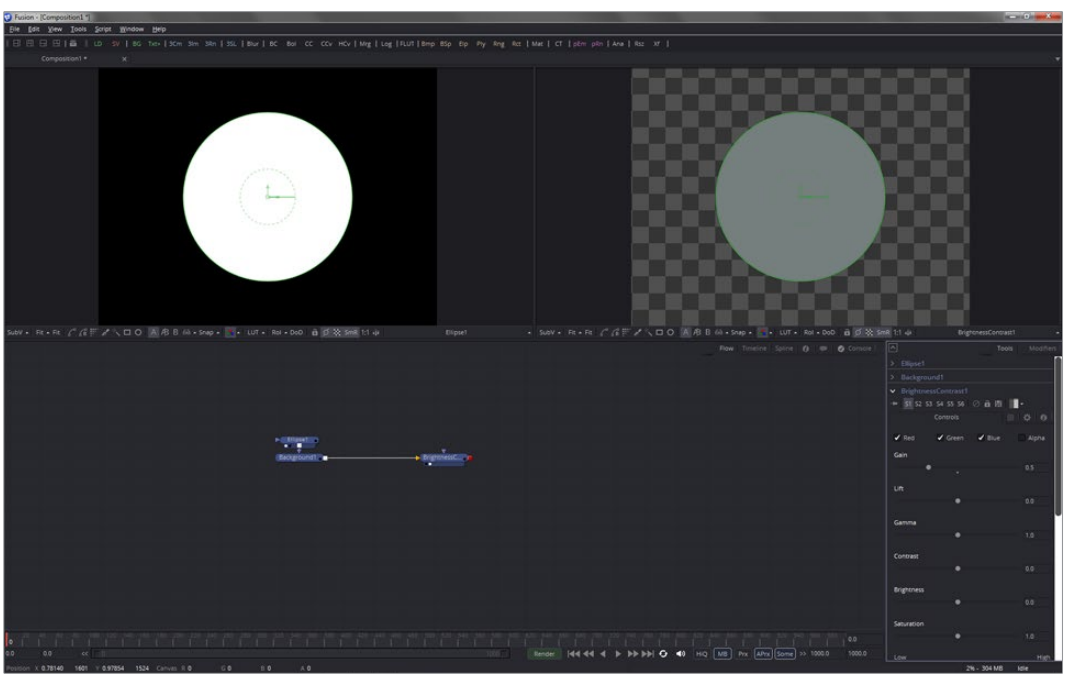 Fusion - [Composition1 *]
File Edit View Tools Script Window Help
LD SV BG Txt+ 3Cm 3Im 3Rn 3SL Blur BC Bol CC CCv HCv Mrg Log FLUT Bmp BSp Elp Ply Rng Rct Mat CT pEm pRn Ana Rsz Xf
Composition1 * x
SubV Fit Fit A A/B B Snap LUT RoI DoD SmR 1:1 Ellipse1
SubV Fit Fit A A/B B Snap LUT RoI DoD SmR 1:1 BrightnessContrast1
Flow Timeline Spline Console
Tools Modifiers
Ellipse1
Background1
BrightnessContrast1
S1 S2 S3 S4 S5 S6
Controls
Red Green Blue Alpha
Gain
0.5
Lift
0.0
Gamma
1.0
Contrast
0.0
Brightness
0.0
Saturation
1.0
Low High
Ellipse1
Background1
BrightnessC...
0
0.0
0.0 0.0 <<
Render HiQ MB Prx APrx Some >> 1000.0 1000.0
Position X 0.78140 1601 Y 0.97854 1524 Canvas R 0 G 0 B 0 A 0
2% - 304 MB Idle